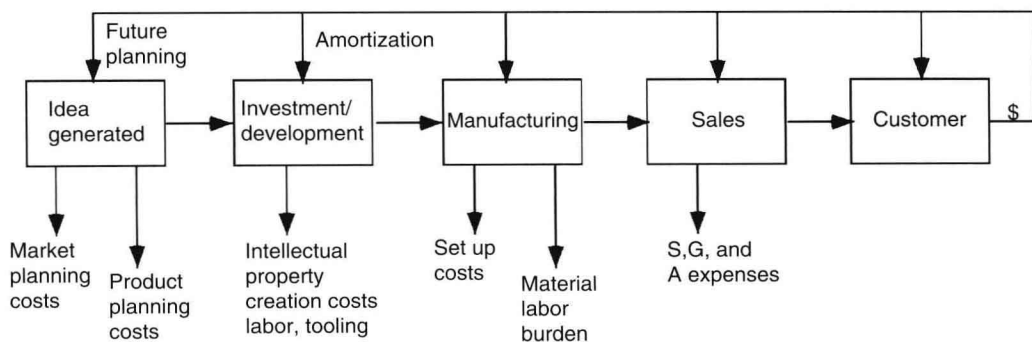 Future
planning
Amortization
Idea
generated
Investment/
development
Manufacturing
Sales
Customer
$
Market
planning
costs
Product
planning
costs
Intellectual
property
creation costs
labor, tooling
Set up
costs
Material
labor
burden
S,G, and
A expenses